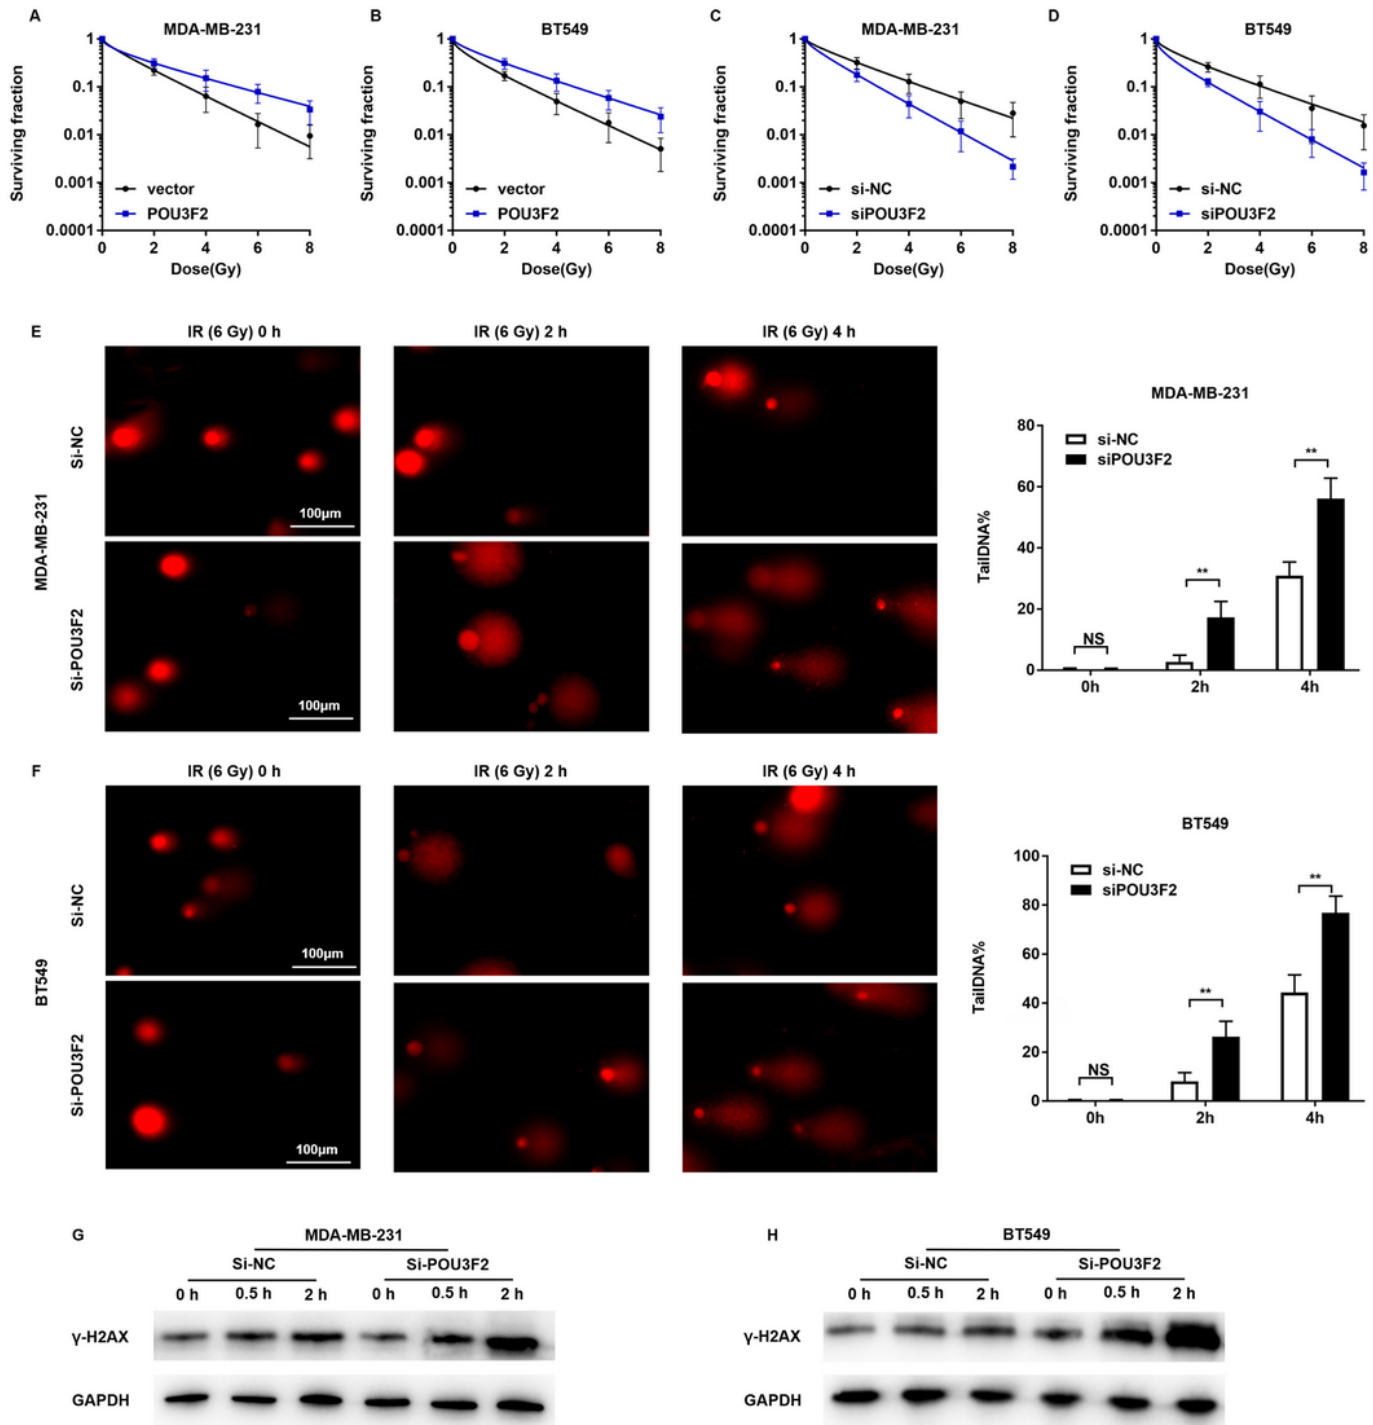 A
MDA-MB-231
Surviving fraction
1
0.1
0.01
0.001
0.0001
vector
POU3F2
0 2 4 6 8
Dose(Gy)
B
BT549
Surviving fraction
1
0.1
0.01
0.001
0.0001
vector
POU3F2
0 2 4 6 8
Dose(Gy)
C
MDA-MB-231
Surviving fraction
1
0.1
0.01
0.001
0.0001
si-NC
siPOU3F2
0 2 4 6 8
Dose(Gy)
D
BT549
Surviving fraction
1
0.1
0.01
0.001
0.0001
si-NC
siPOU3F2
0 2 4 6 8
Dose(Gy)
E
IR (6 Gy) 0 h
IR (6 Gy) 2 h
IR (6 Gy) 4 h
MDA-MB-231
Si-NC
100μm
Si-POU3F2
100μm
MDA-MB-231
TailDNA%
80
60
40
20
0
si-NC
siPOU3F2
NS
**
**
0h 2h 4h
F
IR (6 Gy) 0 h
IR (6 Gy) 2 h
IR (6 Gy) 4 h
BT549
Si-NC
100μm
Si-POU3F2
100μm
BT549
TailDNA%
100
80
60
40
20
0
si-NC
siPOU3F2
NS
**
**
0h 2h 4h
G
MDA-MB-231
Si-NC Si-POU3F2
0 h 0.5 h 2 h 0 h 0.5 h 2 h
γ-H2AX
GAPDH
H
BT549
Si-NC Si-POU3F2
0 h 0.5 h 2 h 0 h 0.5 h 2 h
γ-H2AX
GAPDH